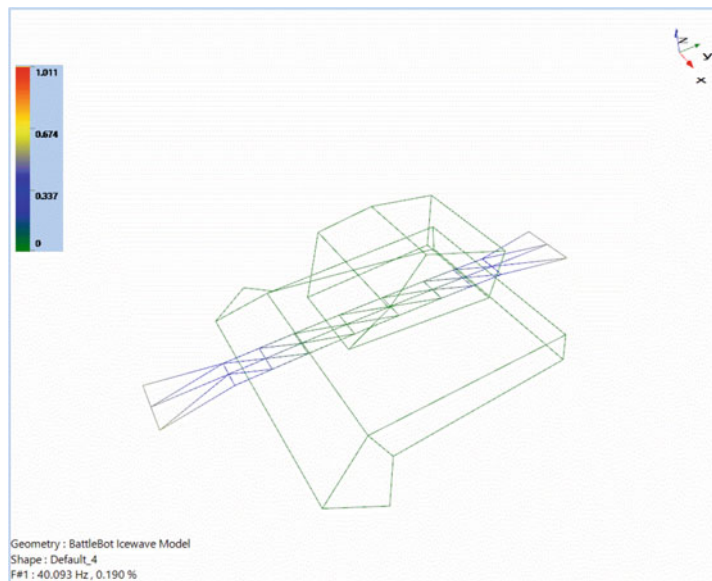 1.011
0.674
0.337
0
z
y
x
Geometry : BattleBot Icewave Model
Shape : Default_4
F#1 : 40.093 Hz , 0.190 %